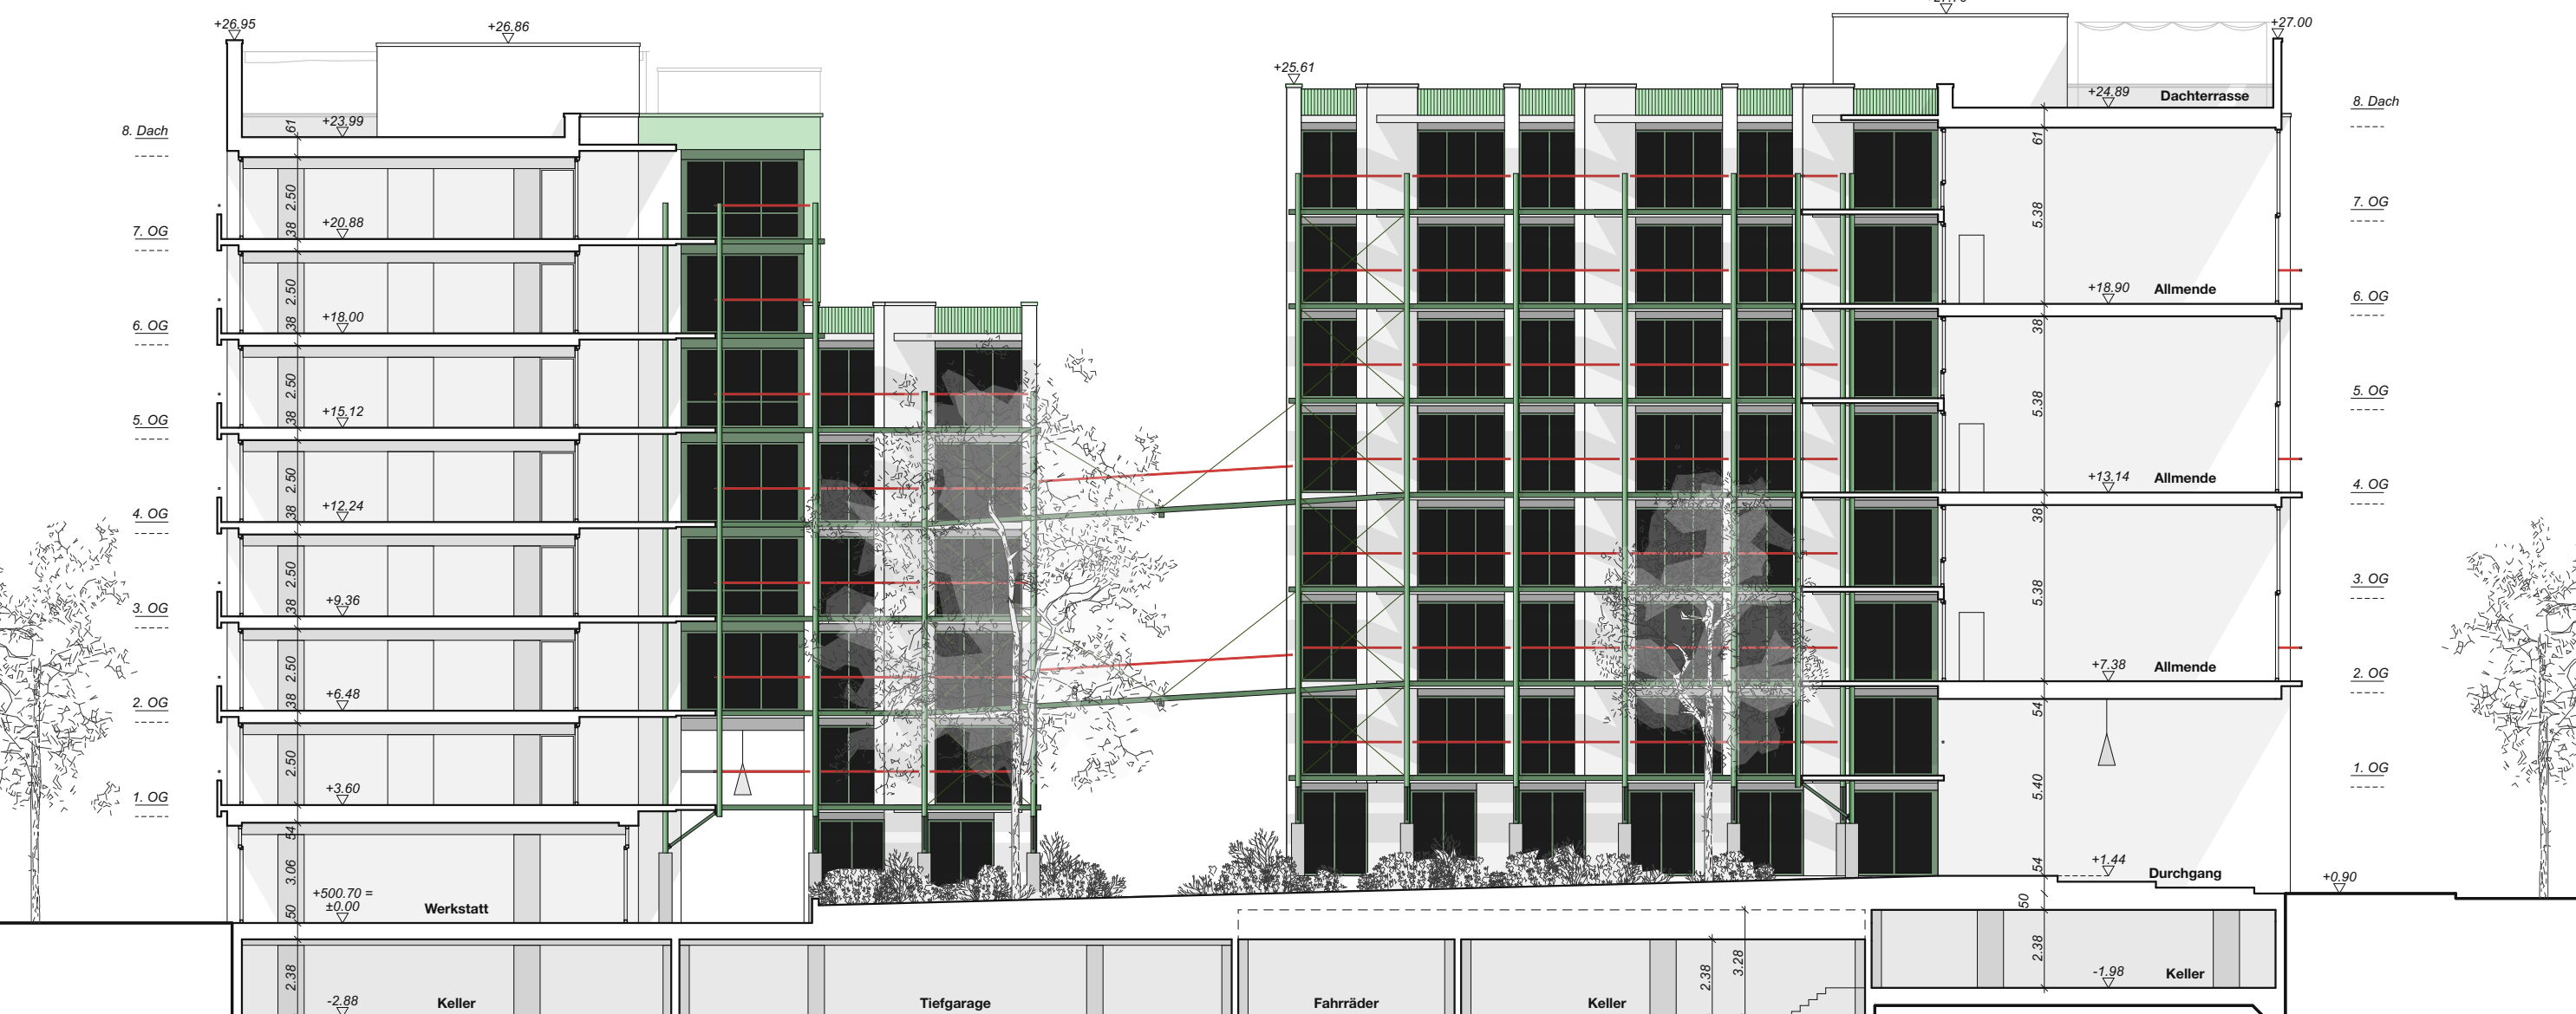 +26.95
+26.86
+25.61
+27.00
8. Dach
61
+23.99
+24.89
Dachterrasse
8. Dach
61
2.50
7. OG
38
+20.88
5.38
7. OG
2.50
6. OG
38
+18.00
+18.90
Allmende
6. OG
38
2.50
5. OG
38
+15.12
5.38
5. OG
2.50
4. OG
38
+12.24
+13.14
Allmende
4. OG
38
2.50
3. OG
38
+9.36
5.38
3. OG
2.50
2. OG
38
+6.48
+7.38
Allmende
2. OG
54
2.50
1. OG
+3.60
5.40
1. OG
54
3.06
+500.70 =
±0.00
50
Werkstatt
54
+1.44
Durchgang
+0.90
50
2.38
-2.88
Keller
Tiefgarage
Fahrräder
Keller
2.38
3.28
2.38
-1.98
Keller